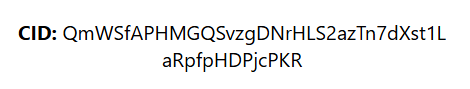 CID: QmWSfAPHMGQSvzgDNrHLS2azTn7dXst1L
aRpfpHDPjcPKR